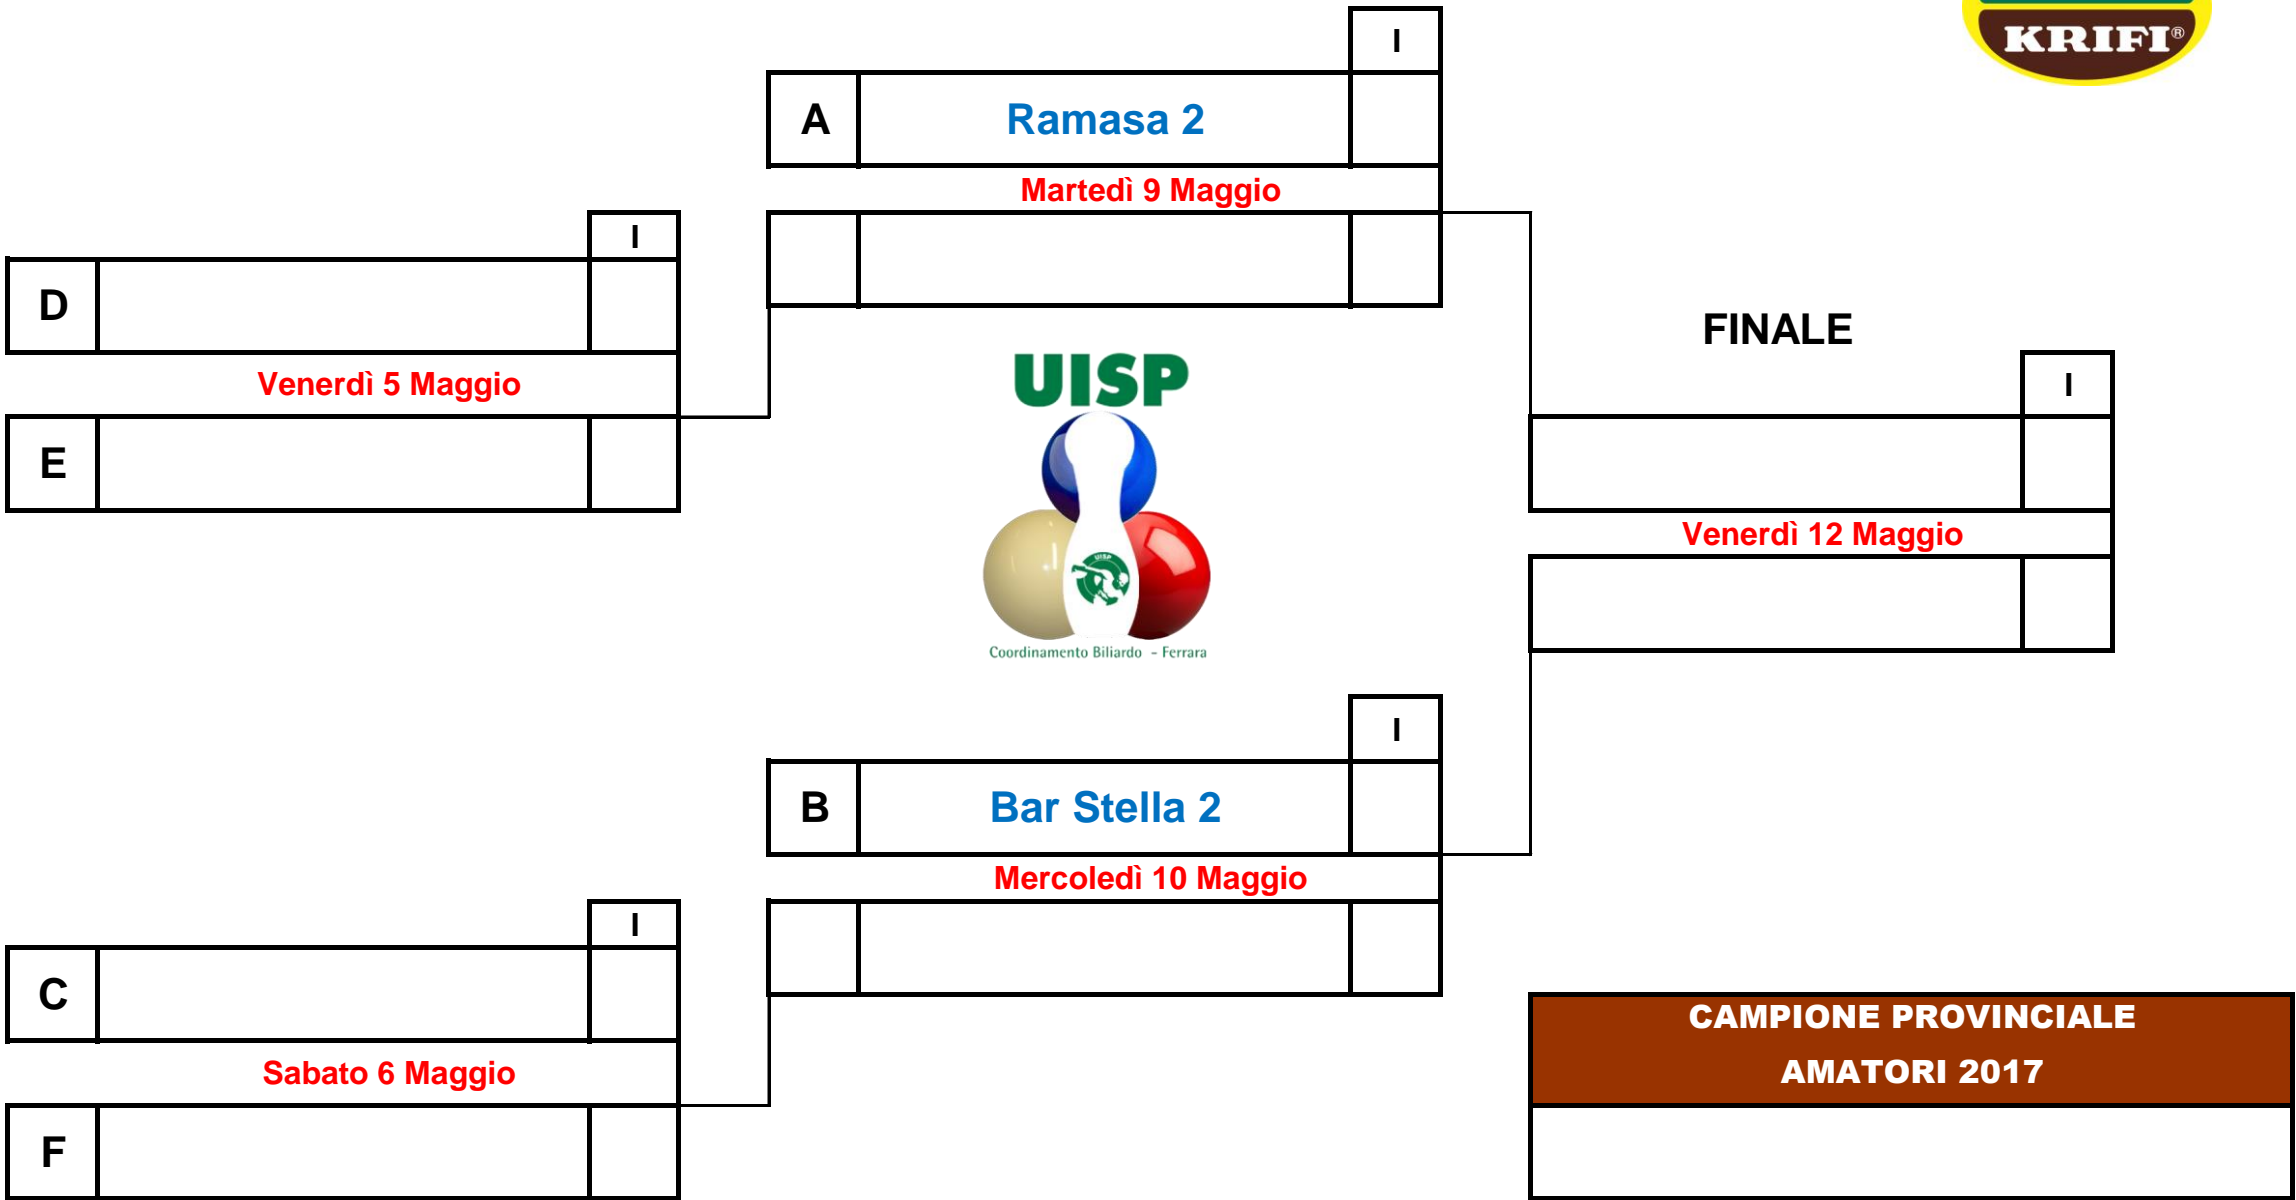 KRIFI®
I
A Ramasa 2
Martedì 9 Maggio
I
D
Venerdì 5 Maggio
E
FINALE
I
Venerdì 12 Maggio
UISP
UISP
Coordinamento Biliardo - Ferrara
I
B Bar Stella 2
Mercoledì 10 Maggio
I
C
Sabato 6 Maggio
F
CAMPIONE PROVINCIALE
AMATORI 2017